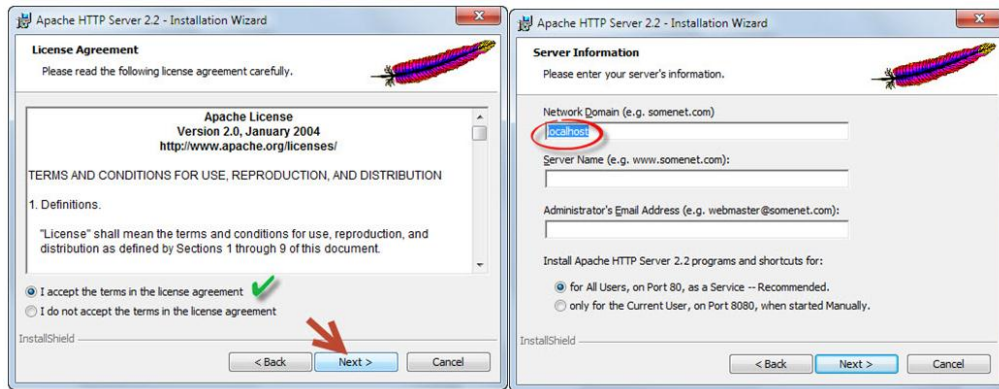 Apache HTTP Server 2.2 - Installation Wizard
License Agreement
Please read the following license agreement carefully.
Apache License
Version 2.0, January 2004
http://www.apache.org/licenses/
TERMS AND CONDITIONS FOR USE, REPRODUCTION, AND DISTRIBUTION
1. Definitions.
"License" shall mean the terms and conditions for use, reproduction, and
distribution as defined by Sections 1 through 9 of this document.
I accept the terms in the license agreement
I do not accept the terms in the license agreement
InstallShield
< Back
Next >
Cancel
Apache HTTP Server 2.2 - Installation Wizard
Server Information
Please enter your server's information.
Network Domain (e.g. somenet.com)
localhost
Server Name (e.g. www.somenet.com):
Administrator's Email Address (e.g. webmaster@somenet.com):
Install Apache HTTP Server 2.2 programs and shortcuts for:
for All Users, on Port 80, as a Service -- Recommended.
only for the Current User, on Port 8080, when started Manually.
InstallShield
< Back
Next >
Cancel